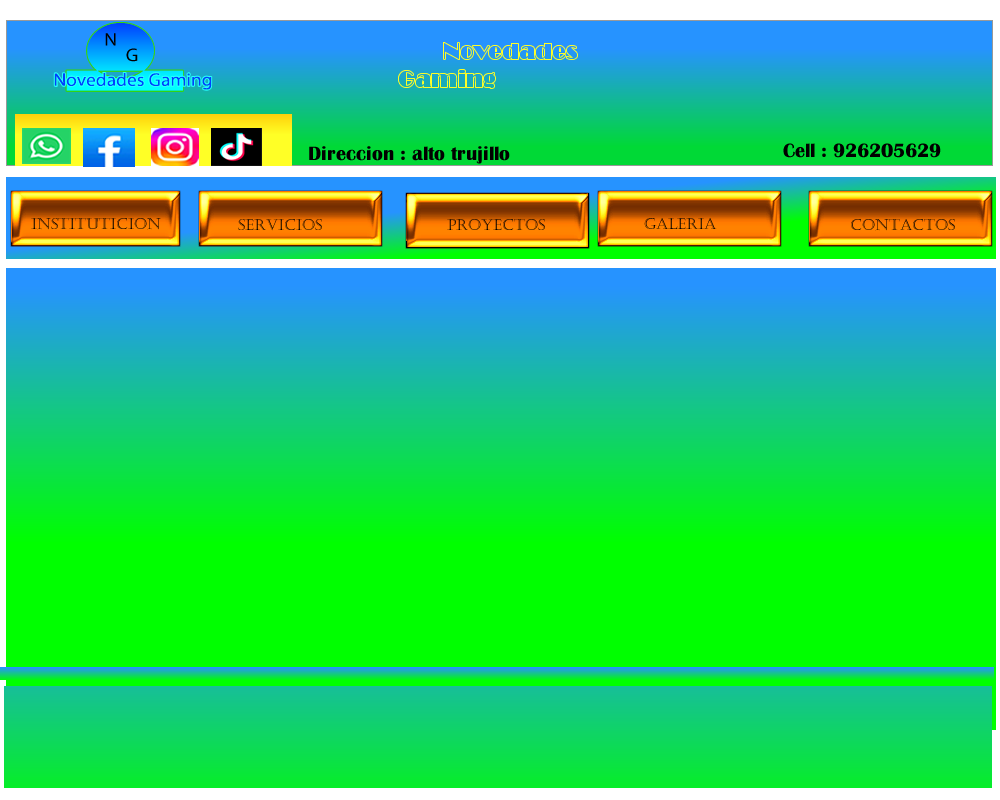 N
G
Novedades Gaming
Novedades
Gaming
Direccion : alto trujillo
Cell : 926205629
INSTITUTICION
SERVICIOS
PROYECTOS
GALERIA
CONTACTOS